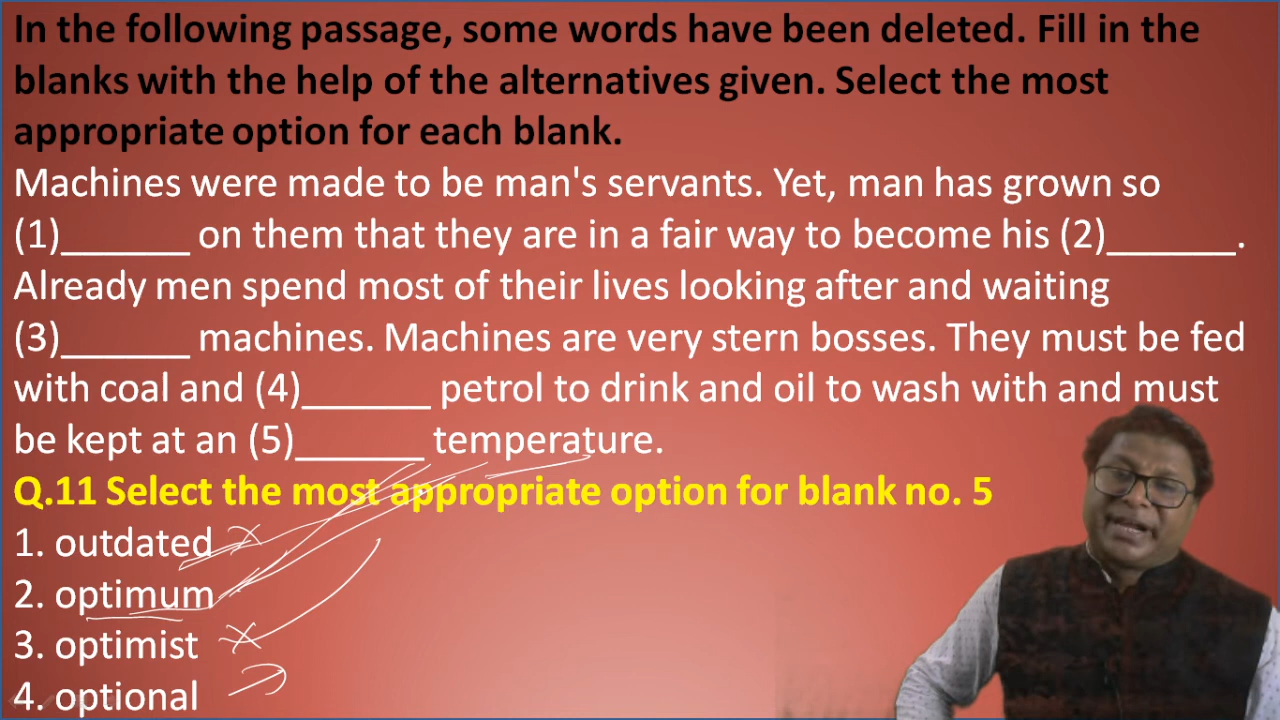 In the following passage, some words have been deleted. Fill in the
blanks with the help of the alternatives given. Select the most
appropriate option for each blank.
Machines were made to be man's servants. Yet, man has grown so
(1)______ on them that they are in a fair way to become his (2)______.
Already men spend most of their lives looking after and waiting
(3)______ machines. Machines are very stern bosses. They must be fed
with coal and (4)______ petrol to drink and oil to wash with and must
be kept at an (5)______ temperature.
Q.11 Select the most appropriate option for blank no. 5
1. outdated
2. optimum
3. optimist
4. optional